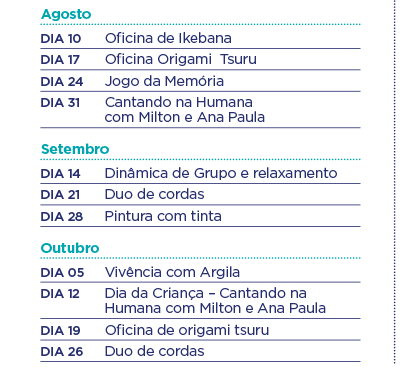 Agosto
DIA 10 Oficina de Ikebana
DIA 17 Oficina Origami Tsuru
DIA 24 Jogo da Memória
DIA 31 Cantando na Humana
com Milton e Ana Paula
Setembro
DIA 14 Dinâmica de Grupo e relaxamento
DIA 21 Duo de cordas
DIA 28 Pintura com tinta
Outubro
DIA 05 Vivência com Argila
DIA 12 Dia da Criança – Cantando na
Humana com Milton e Ana Paula
DIA 19 Oficina de origami tsuru
DIA 26 Duo de cordas